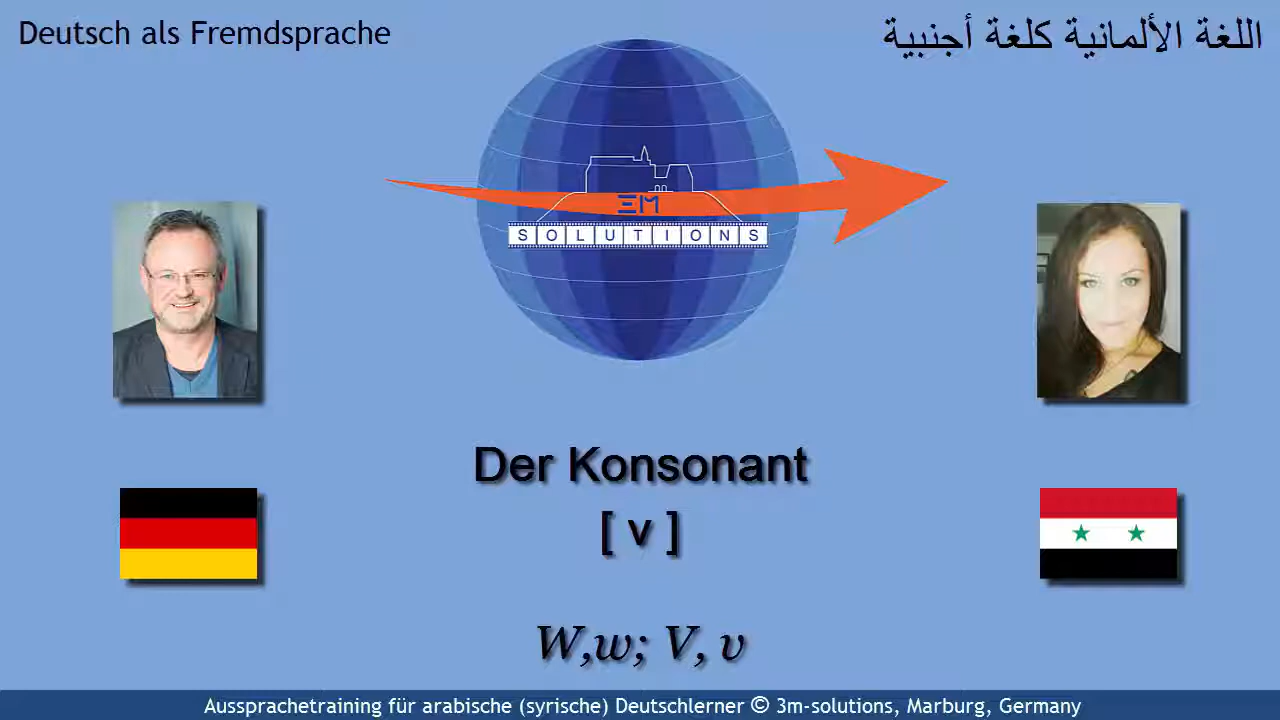 Deutsch als Fremdsprache
اللغة الألمانية كلغة أجنبية
3M
SOLUTIONS
Der Konsonant
[ v ]
W,w; V, v
Aussprachetraining für arabische (syrische) Deutschlerner © 3m-solutions, Marburg, Germany